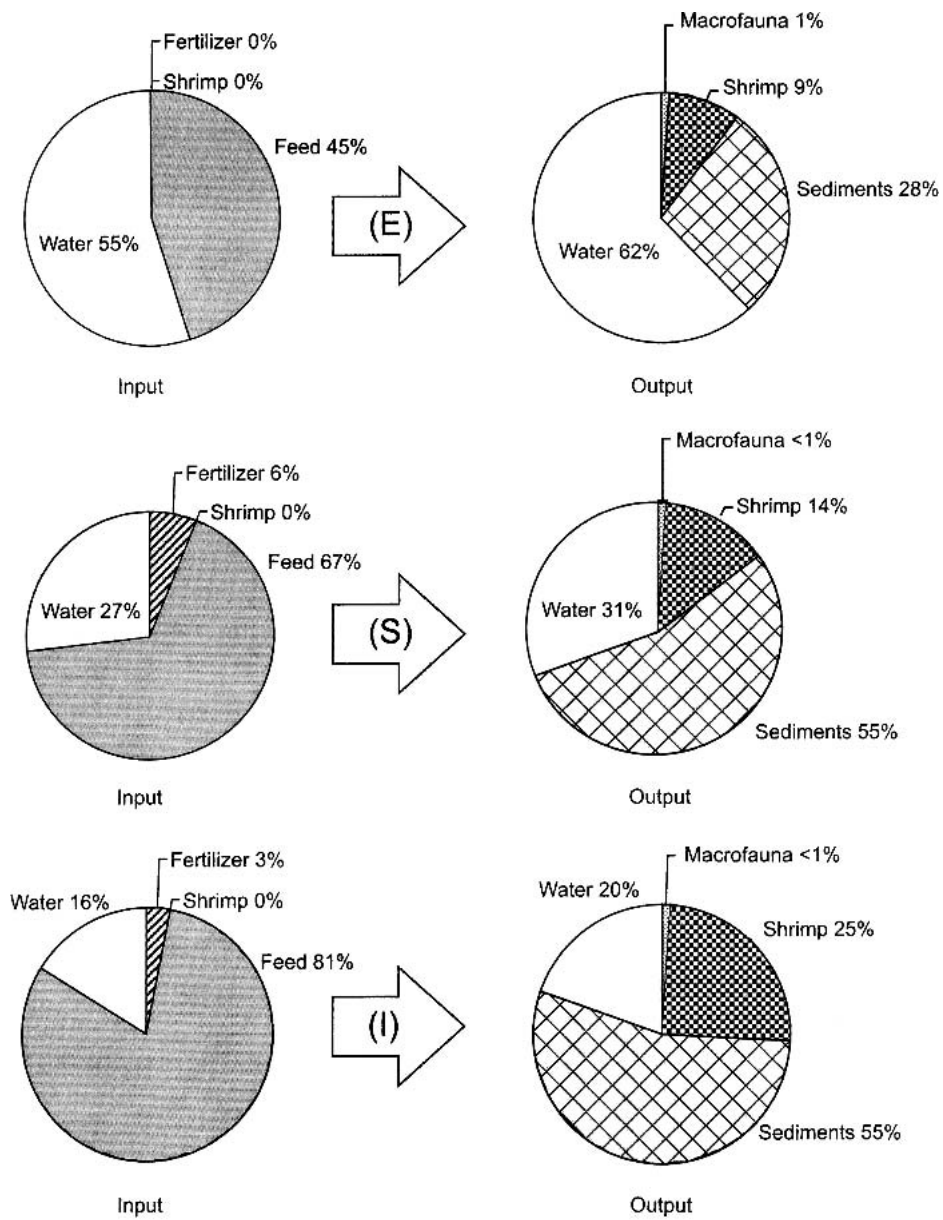 Fertilizer 0%
Shrimp 0%
Feed 45%
Water 55%
Input
(E)
Macrofauna 1%
Shrimp 9%
Sediments 28%
Water 62%
Output
Fertilizer 6%
Shrimp 0%
Feed 67%
Water 27%
Input
(S)
Macrofauna <1%
Shrimp 14%
Water 31%
Sediments 55%
Output
Fertilizer 3%
Shrimp 0%
Water 16%
Feed 81%
Input
(I)
Macrofauna <1%
Water 20%
Shrimp 25%
Sediments 55%
Output